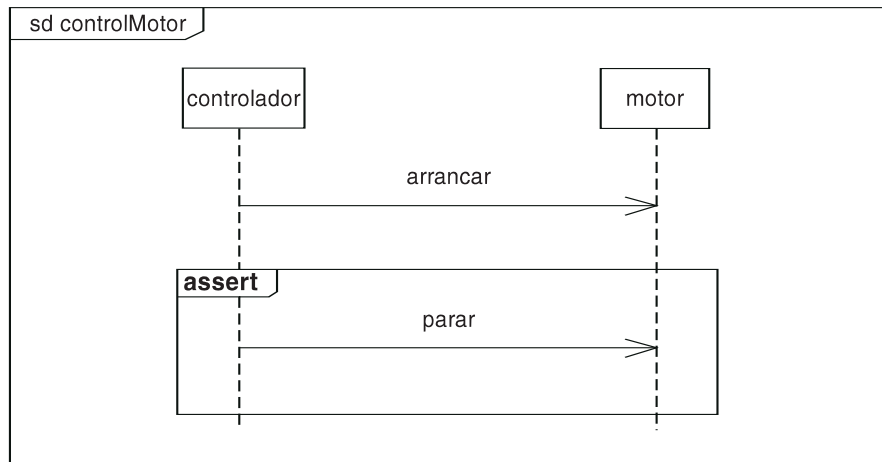 sd controlMotor
controlador
motor
arrancar
assert
parar